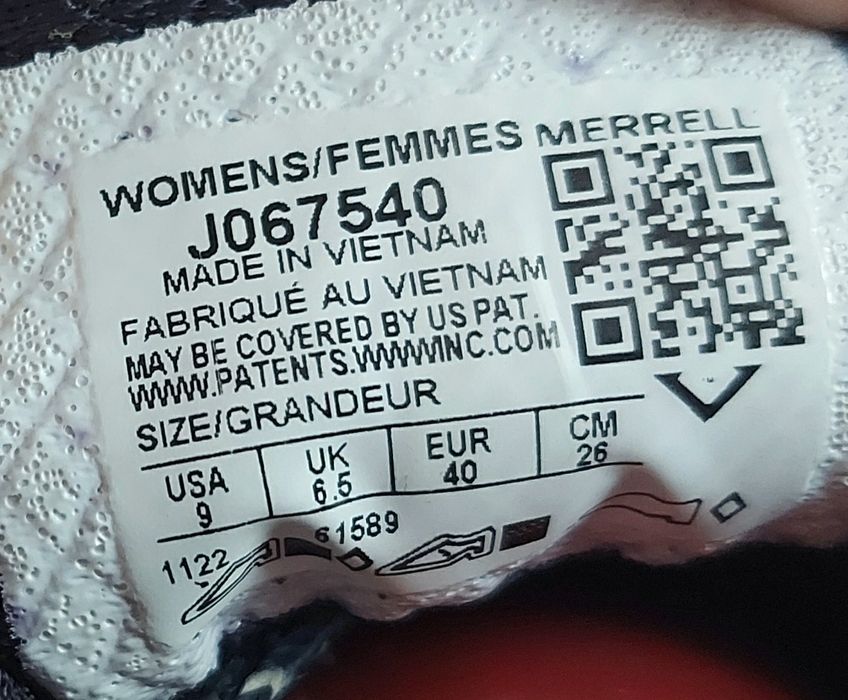 WOMENS/FEMMES MERRELL
J067540
MADE IN VIETNAM
FABRIQUÉ AU VIETNAM
MAY BE COVERED BY US PAT.
WWW.PATENTS.WWWINC.COM
SIZE/GRANDEUR
USA UK EUR CM
9 6.5 40 26
1122 61589